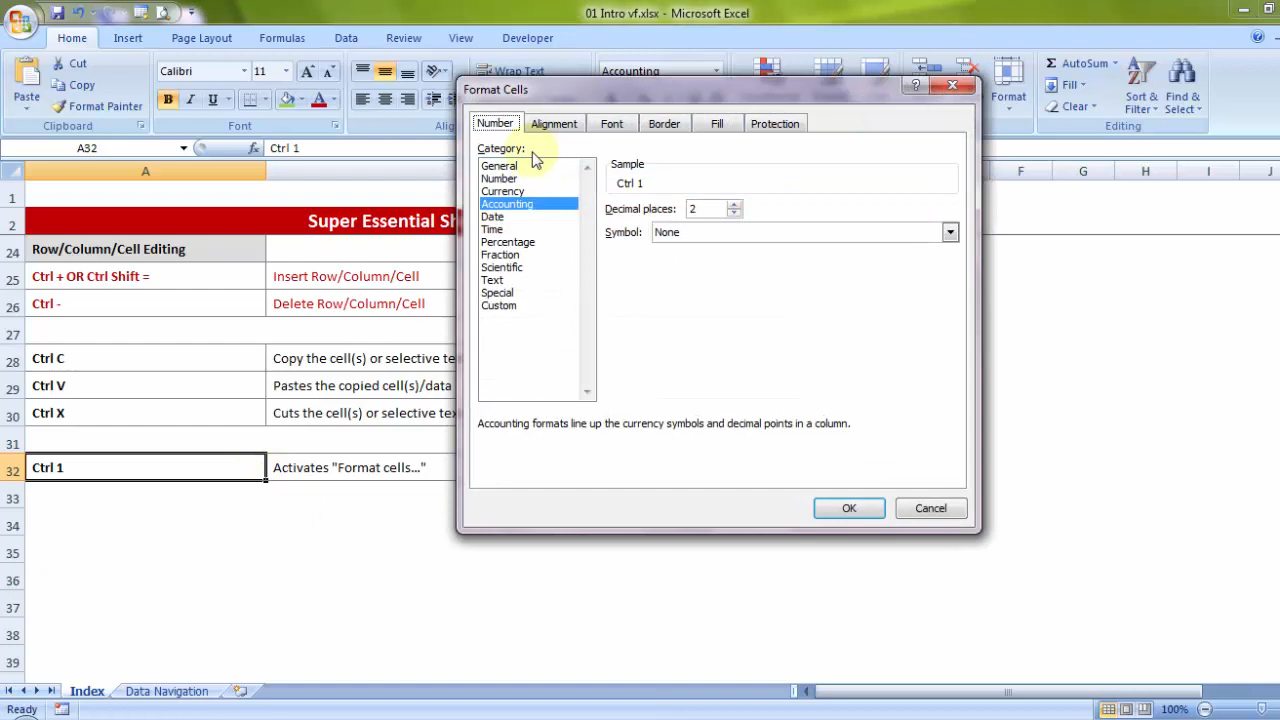 01 Intro vf.xlsx - Microsoft Excel
Home Insert Page Layout Formulas Data Review View Developer
Paste
Cut
Copy
Format Painter
Clipboard
Calibri 11
B I U
Font
Wrap Text
Accounting
Format
AutoSum
Fill
Clear
Sort & Filter
Find & Select
Editing
A32 fx Ctrl 1
A F G H I J
1
2 Super Essential Sh
24 Row/Column/Cell Editing
25 Ctrl + OR Ctrl Shift = Insert Row/Column/Cell
26 Ctrl - Delete Row/Column/Cell
27
28 Ctrl C Copy the cell(s) or selective te
29 Ctrl V Pastes the copied cell(s)/data
30 Ctrl X Cuts the cell(s) or selective tex
31
32 Ctrl 1 Activates "Format cells..."
33
34
35
36
37
38
39
Format Cells
Number Alignment Font Border Fill Protection
Category:
General
Number
Currency
Accounting
Date
Time
Percentage
Fraction
Scientific
Text
Special
Custom
Sample
Ctrl 1
Decimal places: 2
Symbol: None
Accounting formats line up the currency symbols and decimal points in a column.
OK Cancel
Index Data Navigation
Ready 100%